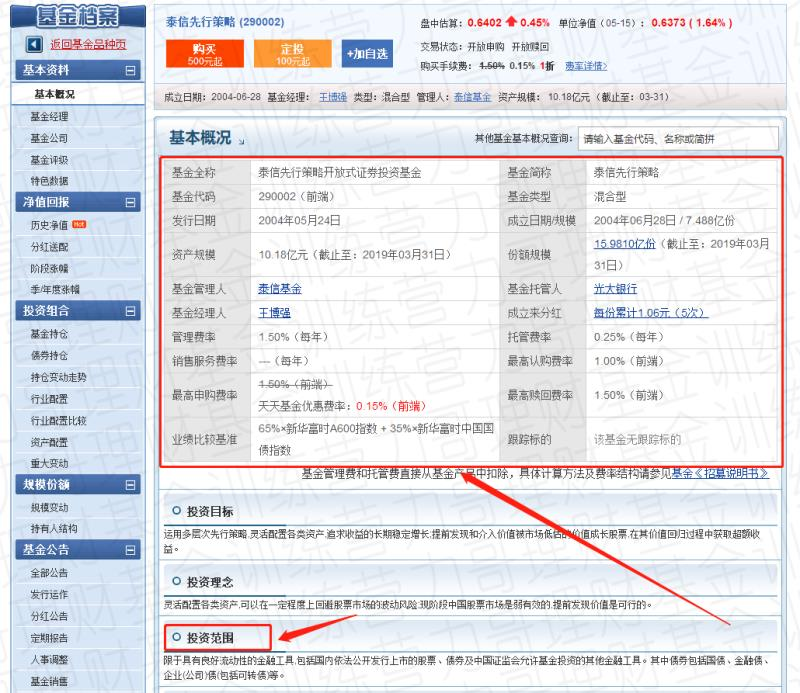 基金档案
返回基金品种页
基本资料
基本概况
基金经理
基金公司
基金评级
特色数据
净值回报
历史净值 Hot
分红送配
阶段涨幅
季/年度涨幅
投资组合
基金持仓
债券持仓
持仓变动走势
行业配置
行业配置比较
资产配置
重大变动
规模份额
规模变动
持有人结构
基金公告
全部公告
发行运作
分红公告
定期报告
人事调整
基金销售
泰信先行策略 (290002)
购买
500元起
定投
100元起
+加自选
盘中估算：0.6402 0.45% 单位净值（05-15）：0.6373 ( 1.64% )
交易状态：开放申购 开放赎回
购买手续费：1.50% 0.15% 1折 费率详情>
成立日期：2004-06-28 基金经理：王博强 类型：混合型 管理人：泰信基金 资产规模：10.18亿元（截止至：03-31）
基本概况
其他基金基本概况查询：请输入基金代码、名称或简拼
基金全称 泰信先行策略开放式证券投资基金 基金简称 泰信先行策略
基金代码 290002（前端） 基金类型 混合型
发行日期 2004年05月24日 成立日期/规模 2004年06月28日 / 7.488亿份
资产规模 10.18亿元（截止至：2019年03月31日） 份额规模 15.9810亿份（截止至：2019年03月
31日）
基金管理人 泰信基金 基金托管人 光大银行
基金经理人 王博强 成立来分红 每份累计1.06元（5次）
管理费率 1.50%（每年） 托管费率 0.25%（每年）
销售服务费率 ---（每年） 最高认购费率 1.00%（前端）
最高申购费率 1.50%（前端）
天天基金优惠费率：0.15%（前端） 最高赎回费率 1.50%（前端）
业绩比较基准 65%×新华富时A600指数 + 35%×新华富时中国国
债指数 跟踪标的 该基金无跟踪标的
基金管理费和托管费直接从基金产品中扣除，具体计算方法及费率结构请参见基金《招募说明书》
投资目标
运用多层次先行策略,灵活配置各类资产,追求收益的长期稳定增长;提前发现和介入价值被市场低估的价值成长股票,在其价值回归过程中获取超额收
益。
投资理念
灵活配置各类资产,可以在一定程度上回避股票市场的波动风险;现阶段中国股票市场是弱有效的,提前发现价值是可行的。
投资范围
限于具有良好流动性的金融工具,包括国内依法公开发行上市的股票、债券及中国证监会允许基金投资的其他金融工具。其中债券包括国债、金融债、
企业(公司)债(包括可转债)等。